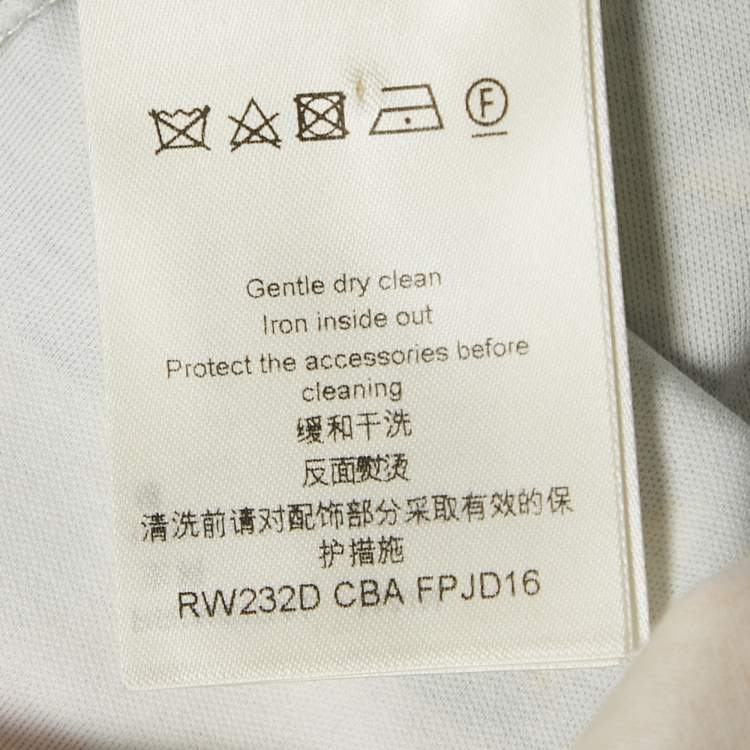 F
Gentle dry clean
Iron inside out
Protect the accessories before
cleaning
缓和干洗
反面熨烫
清洗前请对配饰部分采取有效的保
护措施
RW232D CBA FPJD16